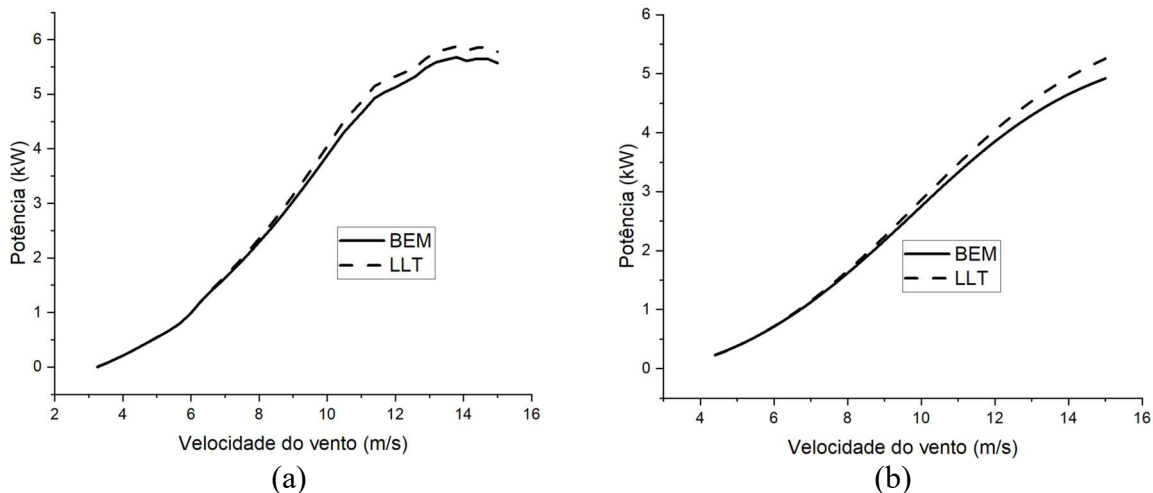 Potência (kW)
6
5
4
3
2
1
0
BEM
LLT
2 4 6 8 10 12 14 16
Velocidade do vento (m/s)
(a)
Potência (kW)
6
5
4
3
2
1
0
BEM
LLT
4 6 8 10 12 14 16
Velocidade do vento (m/s)
(b)